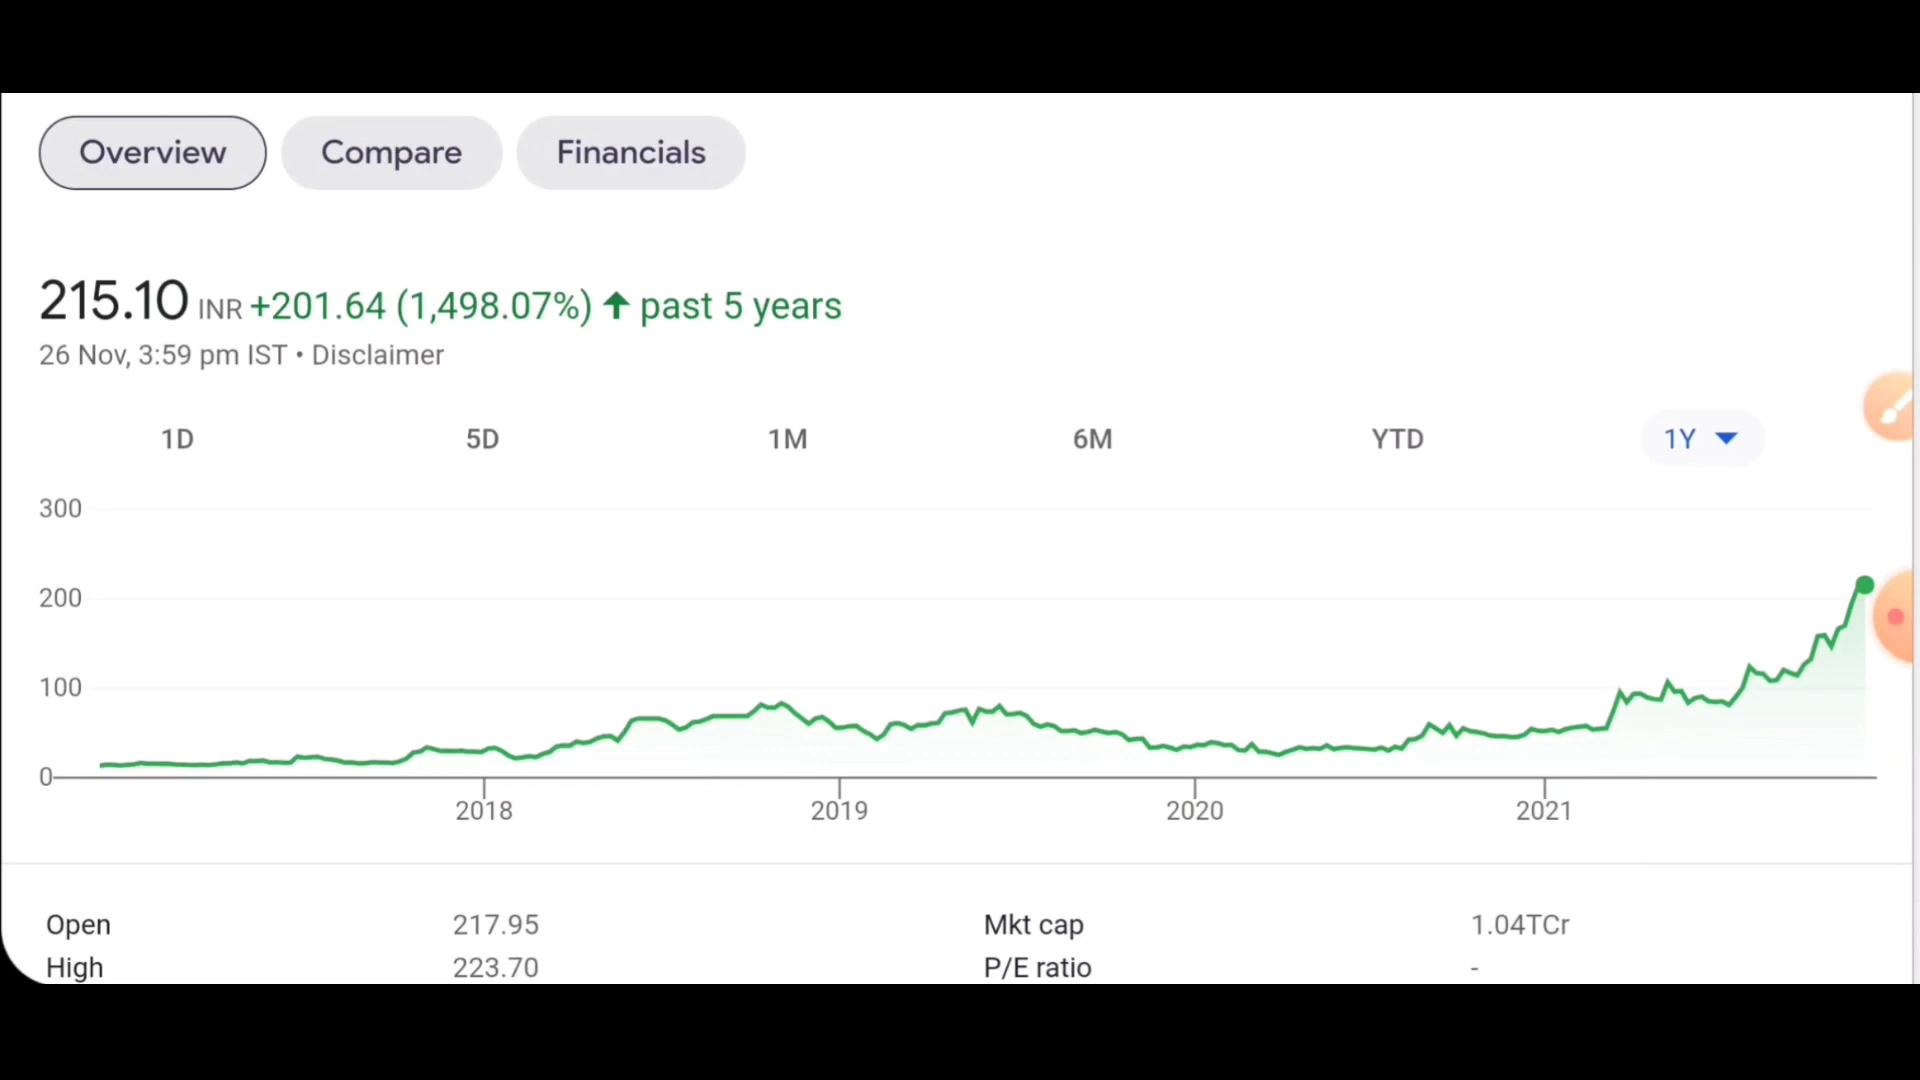 Overview Compare Financials
215.10 INR +201.64 (1,498.07%) ↑ past 5 years
26 Nov, 3:59 pm IST • Disclaimer
1D 5D 1M 6M YTD 1Y
300
200
100
0
2018 2019 2020 2021
Open 217.95 Mkt cap 1.04TCr
High 223.70 P/E ratio -